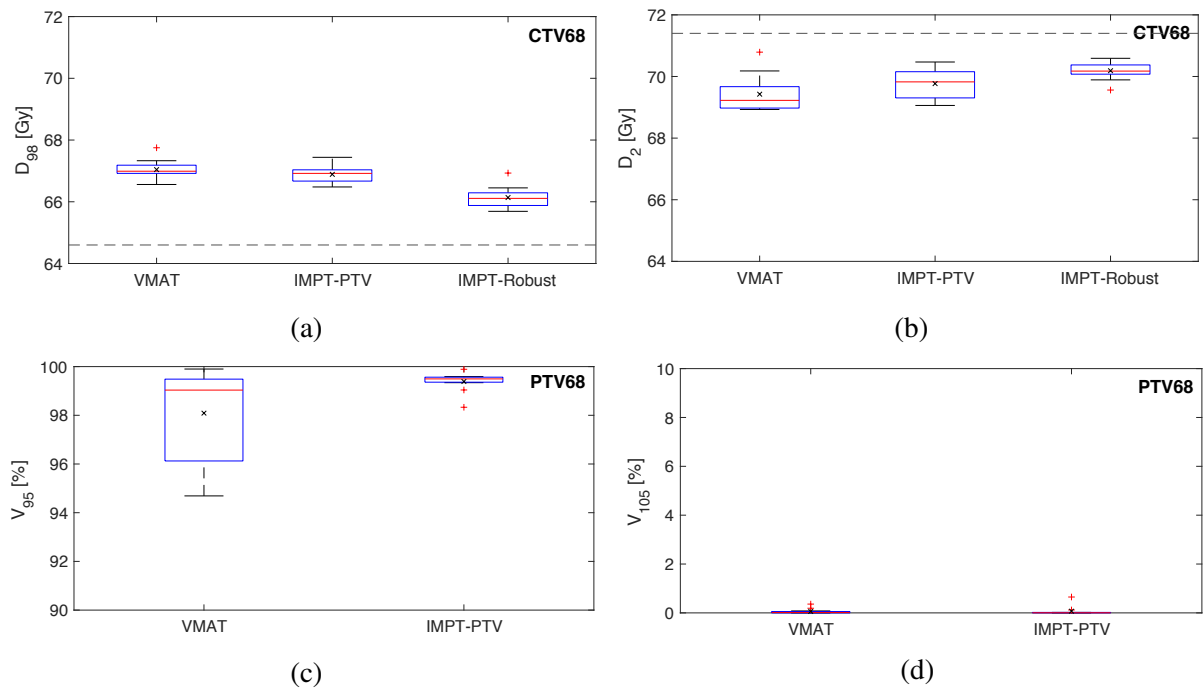 CTV68
72
70
68
66
64
D98 [Gy]
VMAT
IMPT-PTV
IMPT-Robust
(a)
CTV68
72
70
68
66
64
D2 [Gy]
VMAT
IMPT-PTV
IMPT-Robust
(b)
PTV68
100
98
96
94
92
90
V95 [%]
VMAT
IMPT-PTV
(c)
PTV68
10
8
6
4
2
0
V105 [%]
VMAT
IMPT-PTV
(d)